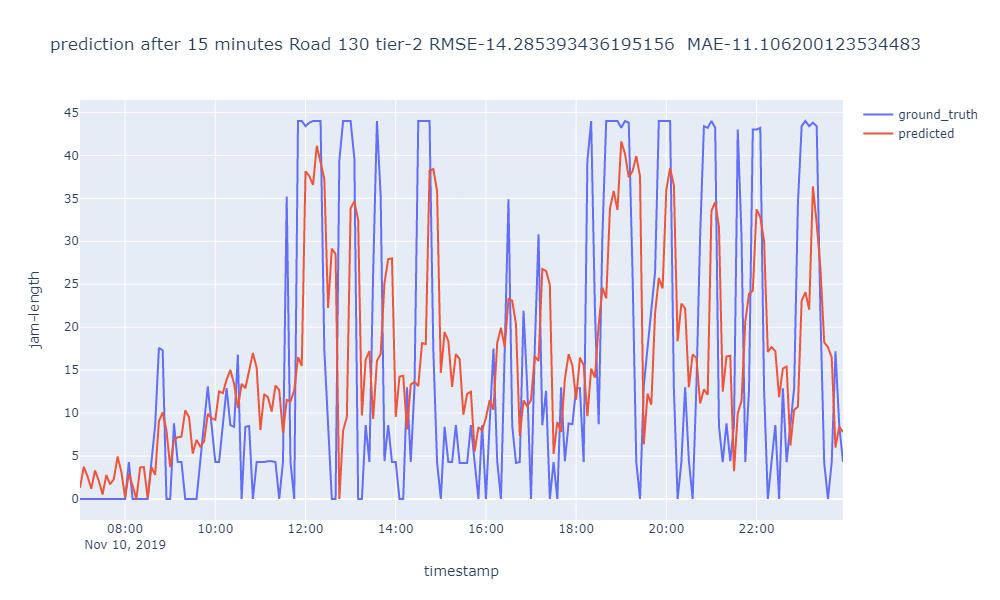 prediction after 15 minutes Road 130 tier-2 RMSE-14.285393436195156  MAE-11.106200123534483
ground_truth
predicted
45
40
35
30
25
20
15
10
5
0
jam-length
08:00 10:00 12:00 14:00 16:00 18:00 20:00 22:00
Nov 10, 2019
timestamp